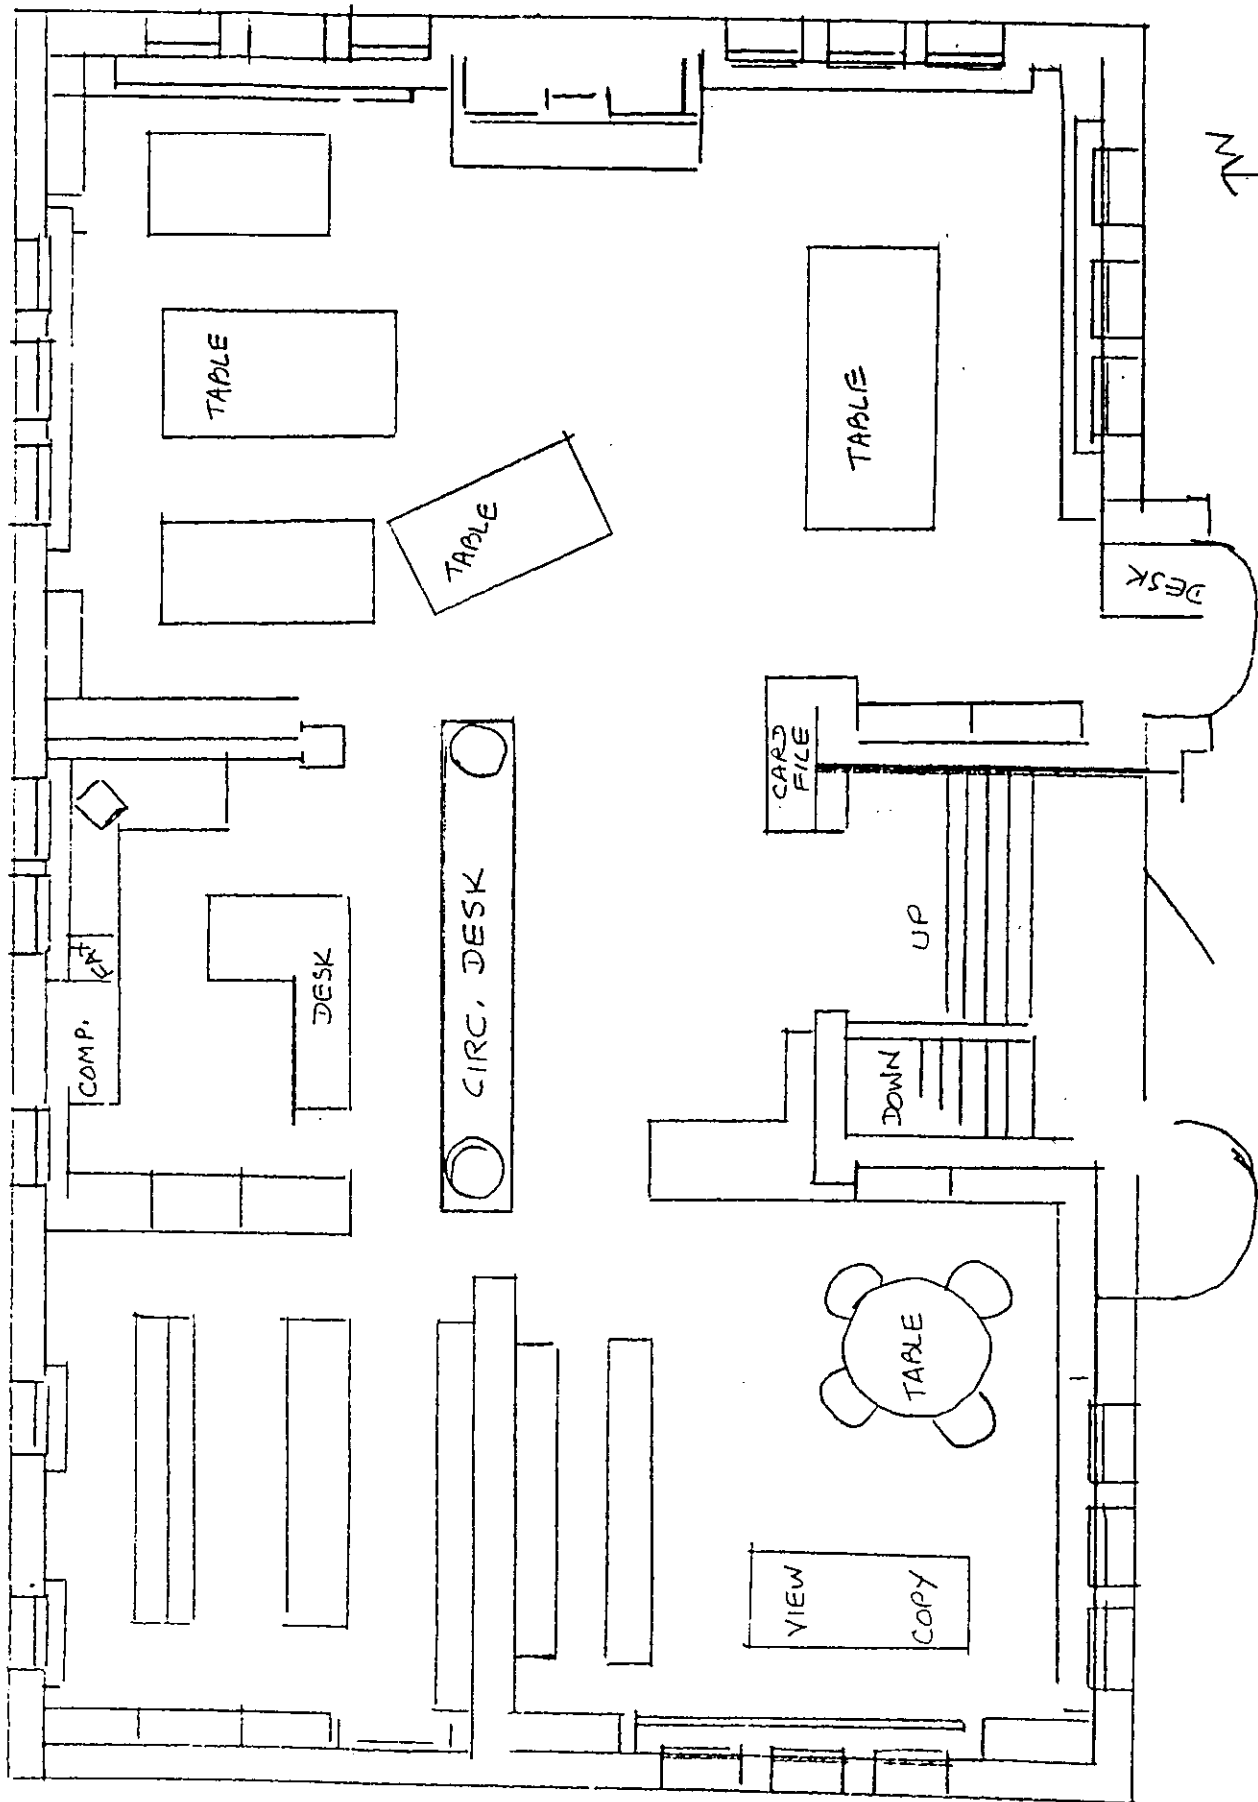 TABLE
TABLE
TABLE
DESK
CARD
FILE
CIRC. DESK
DESK
COMP.
UP
DOWN
TABLE
VIEW
COPY